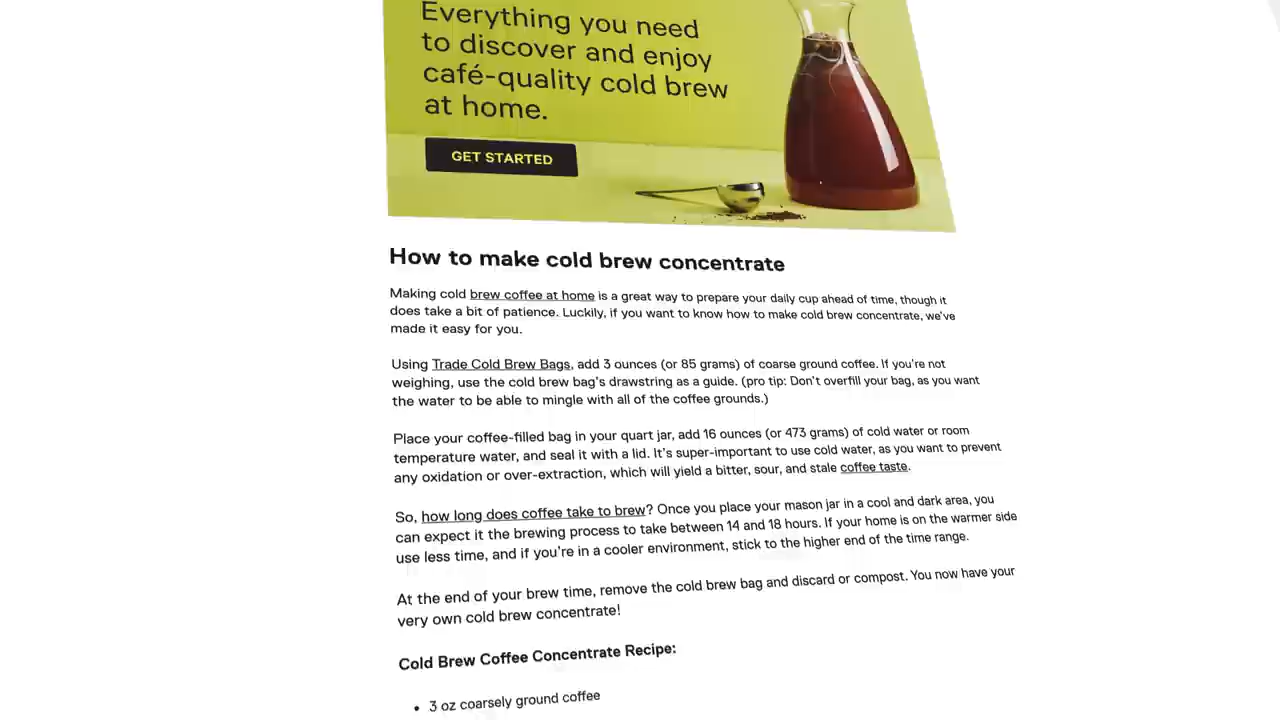 Everything you need
to discover and enjoy
café-quality cold brew
at home.
GET STARTED
How to make cold brew concentrate
Making cold brew coffee at home is a great way to prepare your daily cup ahead of time, though it
does take a bit of patience. Luckily, if you want to know how to make cold brew concentrate, we've
made it easy for you.
Using Trade Cold Brew Bags, add 3 ounces (or 85 grams) of coarse ground coffee. If you're not
weighing, use the cold brew bag's drawstring as a guide. (pro tip: Don't overfill your bag, as you want
the water to be able to mingle with all of the coffee grounds.)
Place your coffee-filled bag in your quart jar, add 16 ounces (or 473 grams) of cold water or room
temperature water, and seal it with a lid. It's super-important to use cold water, as you want to prevent
any oxidation or over-extraction, which will yield a bitter, sour, and stale coffee taste.
So, how long does coffee take to brew? Once you place your mason jar in a cool and dark area, you
can expect it the brewing process to take between 14 and 18 hours. If your home is on the warmer side
use less time, and if you're in a cooler environment, stick to the higher end of the time range.
At the end of your brew time, remove the cold brew bag and discard or compost. You now have your
very own cold brew concentrate!
Cold Brew Coffee Concentrate Recipe:
• 3 oz coarsely ground coffee